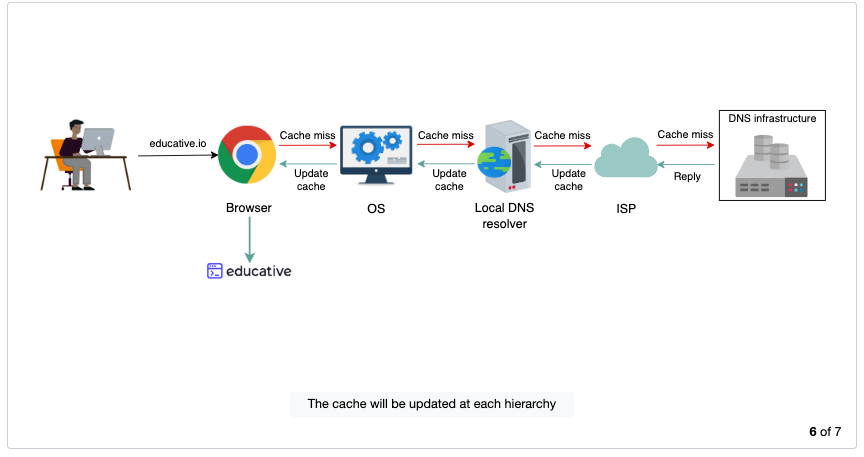 DNS infrastructure
educative.io
Cache miss
Cache miss
Cache miss
Cache miss
Update
cache
Update
cache
Update
cache
Reply
Browser
OS
Local DNS
resolver
ISP
educative
The cache will be updated at each hierarchy
6 of 7